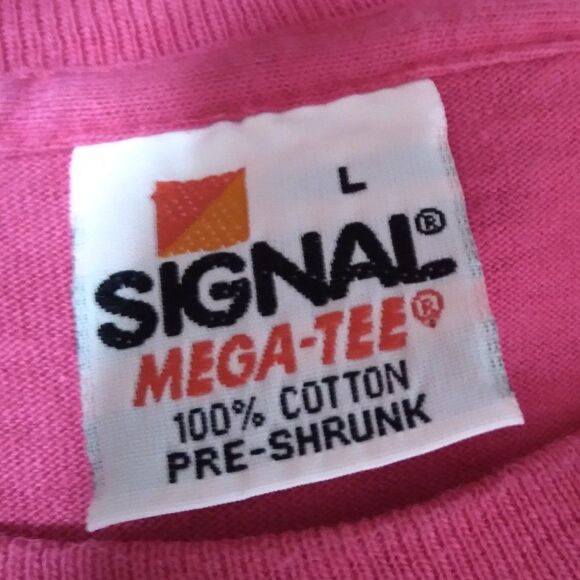 L
SIGNAL®
MEGA-TEE®
100% COTTON
PRE-SHRUNK